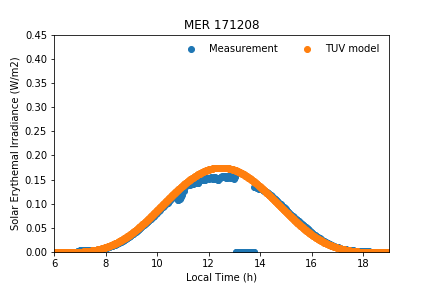 MER 171208
Measurement
TUV model
0.45
0.40
0.35
0.30
0.25
0.20
0.15
0.10
0.05
0.00
Solar Erythemal Irradiance (W/m2)
6 8 10 12 14 16 18
Local Time (h)